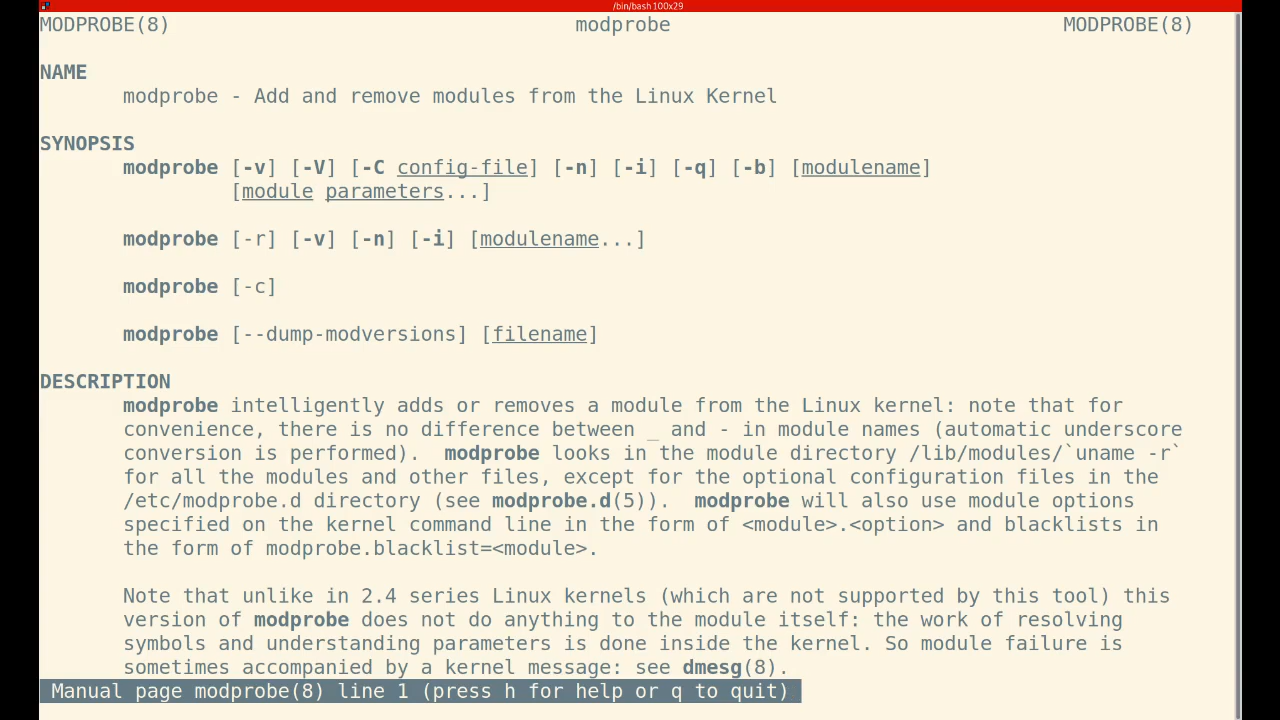 /bin/bash 100x29
MODPROBE(8) modprobe MODPROBE(8)
NAME
modprobe - Add and remove modules from the Linux Kernel
SYNOPSIS
modprobe [-v] [-V] [-C config-file] [-n] [-i] [-q] [-b] [modulename]
[module parameters...]
modprobe [-r] [-v] [-n] [-i] [modulename...]
modprobe [-c]
modprobe [--dump-modversions] [filename]
DESCRIPTION
modprobe intelligently adds or removes a module from the Linux kernel: note that for
convenience, there is no difference between _ and - in module names (automatic underscore
conversion is performed).  modprobe looks in the module directory /lib/modules/`uname -r`
for all the modules and other files, except for the optional configuration files in the
/etc/modprobe.d directory (see modprobe.d(5)).  modprobe will also use module options
specified on the kernel command line in the form of <module>.<option> and blacklists in
the form of modprobe.blacklist=<module>.
Note that unlike in 2.4 series Linux kernels (which are not supported by this tool) this
version of modprobe does not do anything to the module itself: the work of resolving
symbols and understanding parameters is done inside the kernel. So module failure is
sometimes accompanied by a kernel message: see dmesg(8).
Manual page modprobe(8) line 1 (press h for help or q to quit)